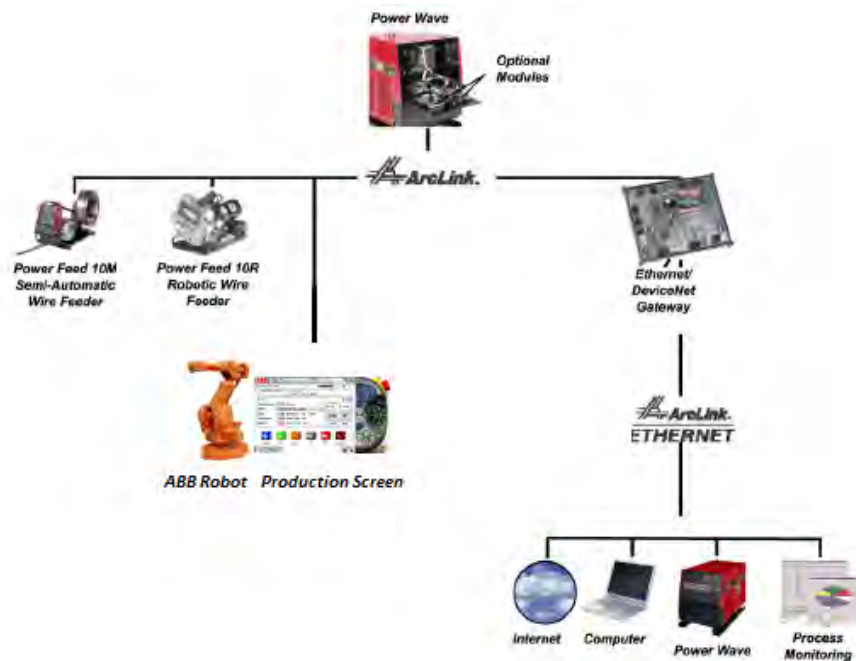 Power Wave
Optional
Modules
ArcLink.
Power Feed 10M
Semi-Automatic
Wire Feeder
Power Feed 10R
Robotic Wire
Feeder
Ethernet/
DeviceNet
Gateway
ArcLink.
ETHERNET
ABB Robot
Production Screen
Internet
Computer
Power Wave
Process
Monitoring